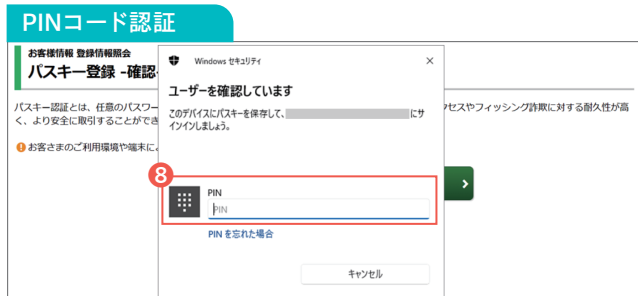 PINコード認証
お客様情報 登録情報照会
パスキー登録 -確認-
Windows セキュリティ
ユーザーを確認しています
このデバイスにパスキーを保存して、
にサ
インインしましょう。
パスキー認証とは、任意のパスワー
セスやフィッシング詐欺に対する耐久性が高
く、より安全に取引することができ
お客さまのご利用環境や端末に
8
PIN
PIN
PIN を忘れた場合
キャンセル